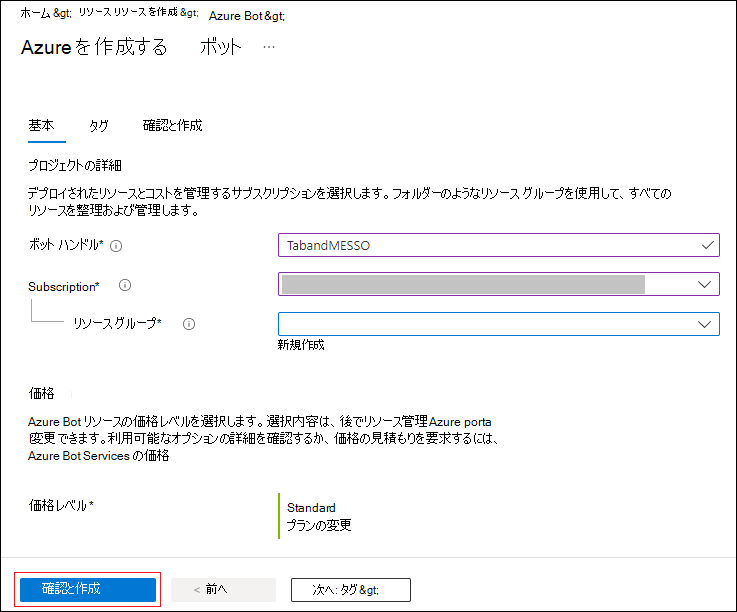 ホーム &gt; リソース リソースを作成 &gt; Azure Bot &gt;
Azure を作成する ボット ...
基本 タグ 確認と作成
プロジェクトの詳細
デプロイされたリソースとコストを管理するサブスクリプションを選択します。フォルダーのようなリソース グループを使用して、すべての
リソースを整理および管理します。
ボット ハンドル*
TabandMESSO
Subscription*
リソース グループ*
新規作成
価格
Azure Bot リソースの価格レベルを選択します。選択内容は、後でリソース管理Azure porta
変更できます。利用可能なオプションの詳細を確認するか、価格の見積もりを要求するには、
Azure Bot Services の価格
価格レベル *
Standard
プランの変更
確認と作成 < 前へ 次へ: タグ &gt;